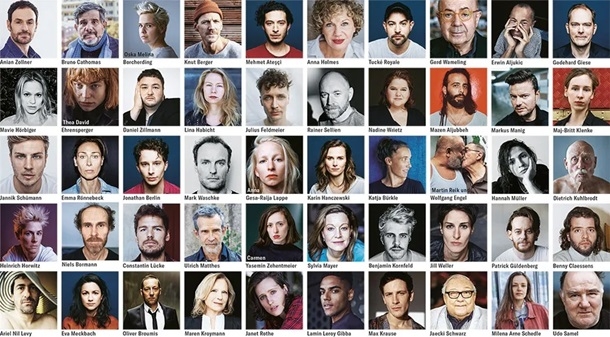 Anian Zollner
Bruno Cathomas
Oska Melina
Borcherding
Knut Berger
Mehmet Ateşçi
Anna Holmes
Tucké Royale
Gerd Wameling
Erwin Aljukic
Godehard Giese
Mavie Hörbiger
Thea David
Ehrensperger
Daniel Zillmann
Lina Habicht
Julius Feldmeier
Rainer Sellien
Nadine Wrietz
Mazen Aljubbeh
Markus Manig
Maj-Britt Klenke
Jannik Schümann
Emma Rönnebeck
Jonathan Berlin
Mark Waschke
Anne
Gesa-Raija Lappe
Karin Hanczewski
Katja Bürkle
Martin Reik und
Wolfgang Engel
Hannah Müller
Dietrich Kuhlbrodt
Heinrich Horwitz
Niels Bormann
Constantin Lücke
Ulrich Matthes
Carmen
Yasemin Zehentmeier
Sylvia Mayer
Benjamin Kornfeld
Jill Weller
Patrick Güldenberg
Benny Claessens
Ariel Nil Levy
Eva Meckbach
Oliver Broumis
Maren Kroymann
Janet Rothe
Lamin Leroy Gibba
Max Krause
Jaecki Schwarz
Milena Arne Schedle
Udo Samel